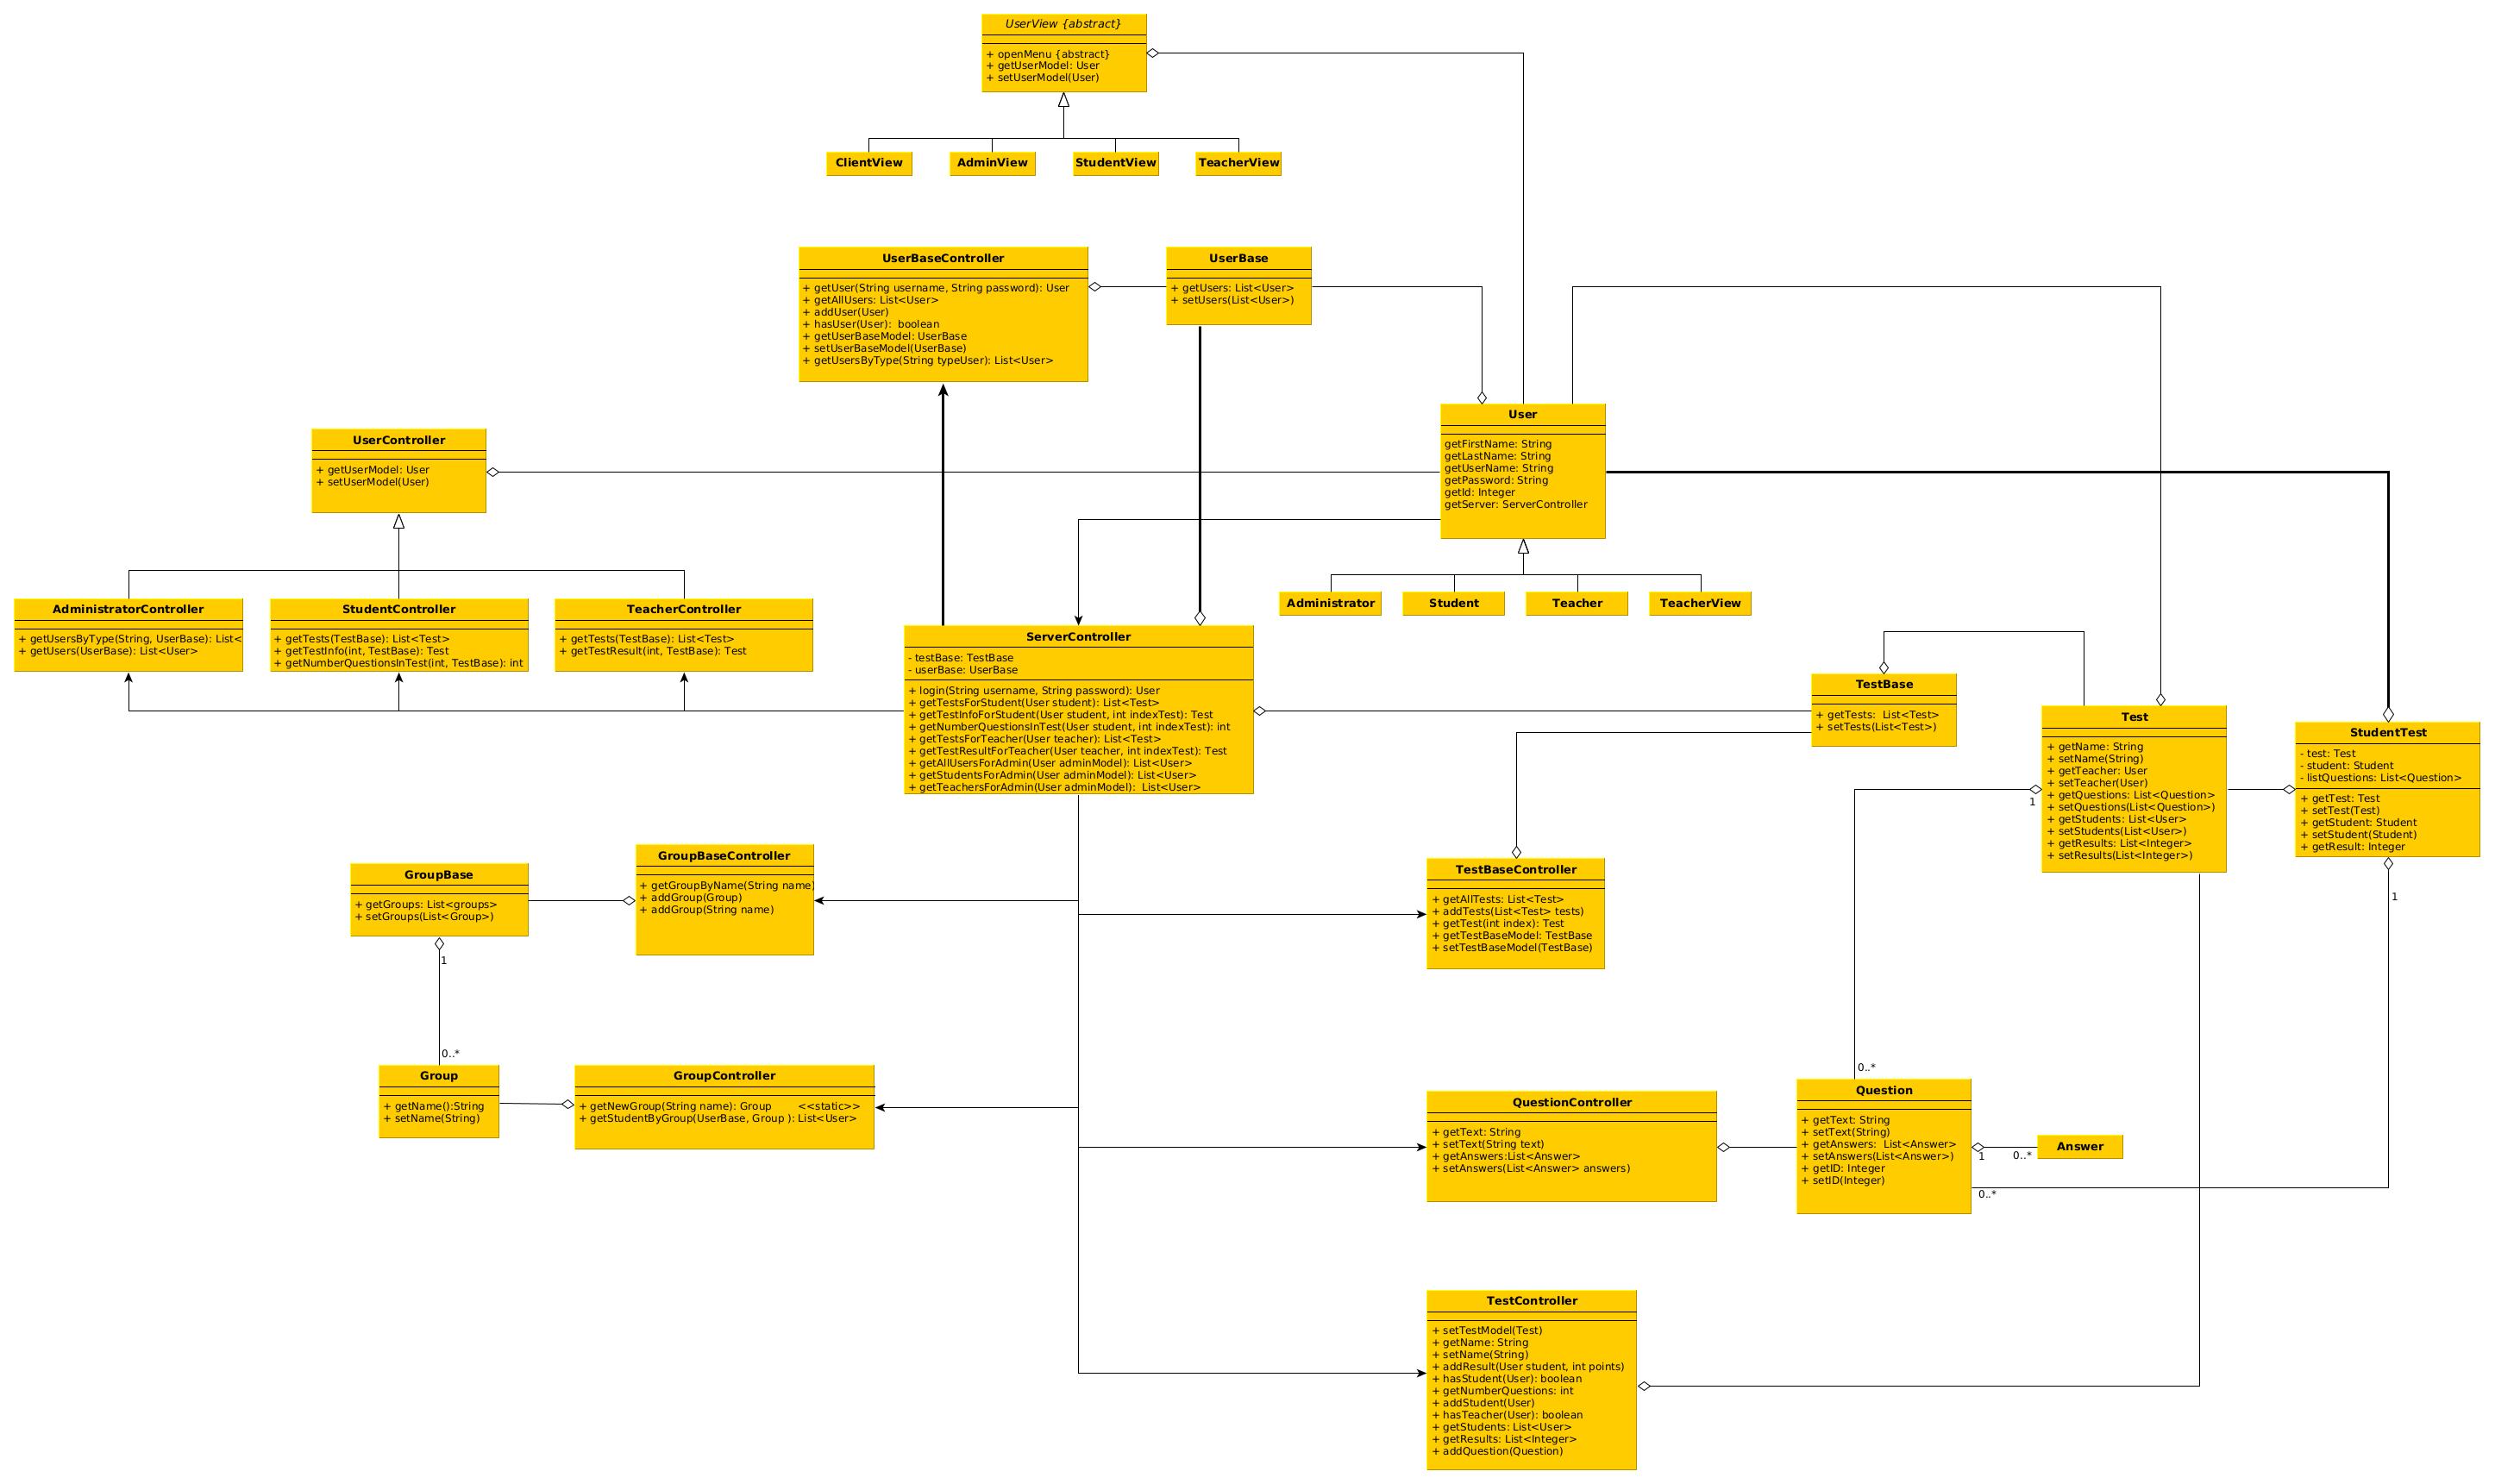 UserView {abstract}
+ openMenu {abstract}
+ getUserModel: User
+ setUserModel(User)
ClientView
AdminView
StudentView
TeacherView
UserBaseController
+ getUser(String username, String password): User
+ getAllUsers: List<User>
+ addUser(User)
+ hasUser(User):  boolean
+ getUserBaseModel: UserBase
+ setUserBaseModel(UserBase)
+ getUsersByType(String typeUser): List<User>
UserBase
+ getUsers: List<User>
+ setUsers(List<User>)
User
getFirstName: String
getLastName: String
getUserName: String
getPassword: String
getId: Integer
getServer: ServerController
UserController
+ getUserModel: User
+ setUserModel(User)
AdministratorController
+ getUsersByType(String, UserBase): List<
+ getUsers(UserBase): List<User>
StudentController
+ getTests(TestBase): List<Test>
+ getTestInfo(int, TestBase): Test
+ getNumberQuestionsInTest(int, TestBase): int
TeacherController
+ getTests(TestBase): List<Test>
+ getTestResult(int, TestBase): Test
Administrator
Student
Teacher
TeacherView
ServerController
- testBase: TestBase
- userBase: UserBase
+ login(String username, String password): User
+ getTestsForStudent(User student): List<Test>
+ getTestInfoForStudent(User student, int indexTest): Test
+ getNumberQuestionsInTest(User student, int indexTest): int
+ getTestsForTeacher(User teacher): List<Test>
+ getTestResultForTeacher(User teacher, int indexTest): Test
+ getAllUsersForAdmin(User adminModel): List<User>
+ getStudentsForAdmin(User adminModel): List<User>
+ getTeachersForAdmin(User adminModel):  List<User>
TestBase
+ getTests:  List<Test>
+ setTests(List<Test>)
Test
+ getName: String
+ setName(String)
+ getTeacher: User
+ setTeacher(User)
+ getQuestions: List<Question>
+ setQuestions(List<Question>)
+ getStudents: List<User>
+ setStudents(List<User>)
+ getResults: List<Integer>
+ setResults(List<Integer>)
1
StudentTest
- test: Test
- student: Student
- listQuestions: List<Question>
+ getTest: Test
+ setTest(Test)
+ getStudent: Student
+ setStudent(Student)
+ getResult: Integer
1
GroupBase
+ getGroups: List<groups>
+ setGroups(List<Group>)
1
0..*
GroupBaseController
+ getGroupByName(String name)
+ addGroup(Group)
+ addGroup(String name)
TestBaseController
+ getAllTests: List<Test>
+ addTests(List<Test> tests)
+ getTest(int index): Test
+ getTestBaseModel: TestBase
+ setTestBaseModel(TestBase)
Group
+ getName():String
+ setName(String)
GroupController
+ getNewGroup(String name): Group        <<static>>
+ getStudentByGroup(UserBase, Group ): List<User>
QuestionController
+ getText: String
+ setText(String text)
+ getAnswers:List<Answer>
+ setAnswers(List<Answer> answers)
0..*
Question
+ getText: String
+ setText(String)
+ getAnswers:  List<Answer>
+ setAnswers(List<Answer>)
+ getID: Integer
+ setID(Integer)
1
0..*
Answer
0..*
TestController
+ setTestModel(Test)
+ getName: String
+ setName(String)
+ addResult(User student, int points)
+ hasStudent(User): boolean
+ getNumberQuestions: int
+ addStudent(User)
+ hasTeacher(User): boolean
+ getStudents: List<User>
+ getResults: List<Integer>
+ addQuestion(Question)